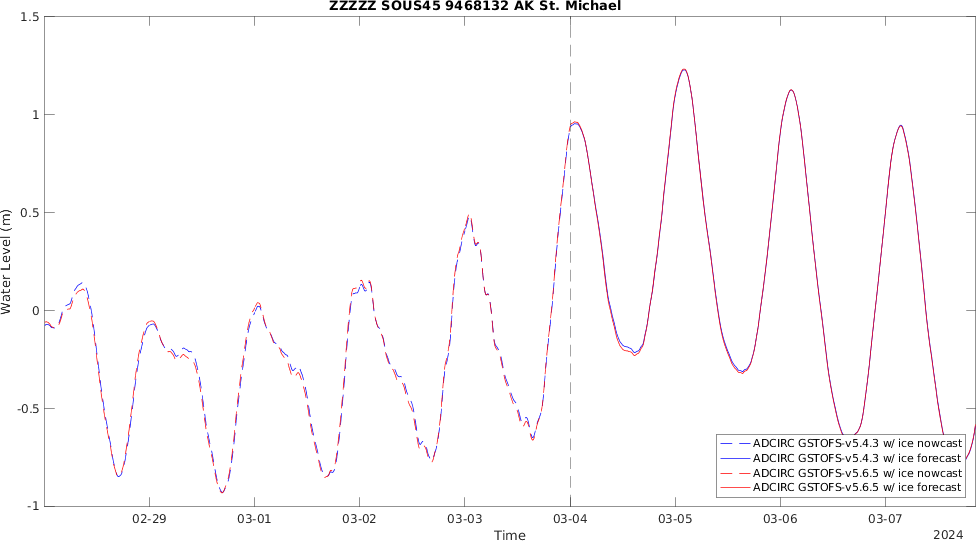 ZZZZZ SOUS45 9468132 AK St. Michael
1.5
1
0.5
0
-0.5
-1
Water Level (m)
02-29
03-01
03-02
03-03
03-04
03-05
03-06
03-07
Time
2024
ADCIRC GSTOFS-v5.4.3 w/ ice nowcast
ADCIRC GSTOFS-v5.4.3 w/ ice forecast
ADCIRC GSTOFS-v5.6.5 w/ ice nowcast
ADCIRC GSTOFS-v5.6.5 w/ ice forecast